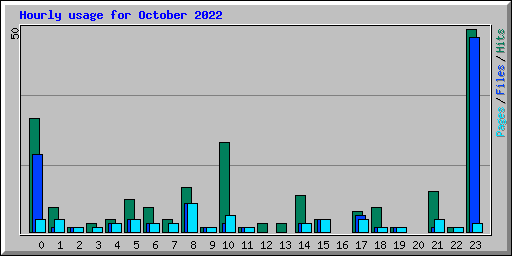 Hourly usage for October 2022
50
Pages/Files/Hits
0 1 2 3 4 5 6 7 8 9 10 11 12 13 14 15 16 17 18 19 20 21 22 23